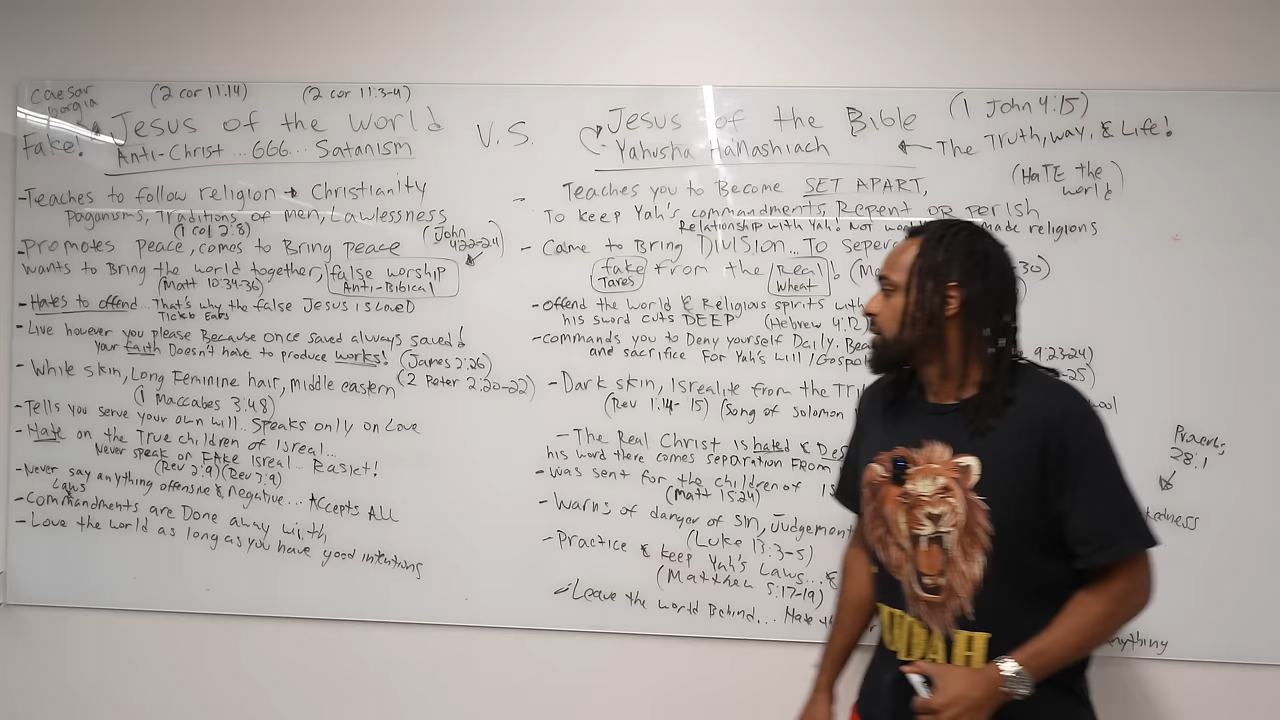 Caesar
Borgia
(2 cor 11.14)
(2 cor 11.3-4)
Fake!
Jesus of the World
Anti-Christ...666... Satanism
-Teaches to follow religion → Christianity
Paganisms, Traditions of men, Lawlessness
(1 col 2:8)
-Promotes peace, comes to Bring peace
(John
4:22-24)
wants to Bring the world together, false worship
Anti-Biblical
(Matt 10:34-36)
-Hates to offend... That's why the false Jesus is Loved
Tickle Ears
-Live however you please Because once saved always saved!
your faith Doesn't have to produce works! (James 2:26)
-White skin, Long Feminine hair, middle eastern (2 Peter 2:20-22)
(1 Maccabes 3:48)
-Tells you serve your own will.. Speaks only on Love
-Hate on the True children of Isreal...
Never speak on FAke Isreal... Rasict!
(Rev 2:9) (Rev 3:9)
-Never say anything offensive & Negative... Accepts All
Laws
-Commandments are Done away with
-Love the world as long as you have good intentions
V.S.
Jesus of the Bible (1 John 4:15)
Yahusha HaMashiach ← The Truth, way, & Life!
(HaTE the
world)
- Teaches you to Become SET APART,
To keep Yah's commandments, Repent or perish
Relationship with Yah! Not made religions
- Came to Bring DIVISION... To
fake from the Real! 30)
Tares
Wheat
-offend the world & Religious spirits with
his sword cuts DEEP (Hebrew 4:12)
-commands you to Deny yourself Daily.
and sacrifice For Yah's will / Gospel 9:23-24)
-25)
-Dark skin, Isrealite from the
(Rev 1.14-15) (Song of Solomon
-The Real Christ is hated &
his word there comes separation From
-was sent for the children of
(Matt 15:24)
-Warns of danger of sin, Judgement
(Luke 13:3-5)
-Practice & keep Yah's Laws...
(Matthew 5:17-19)
-Leave the world Behind... Hate
anything
Proverbs
28:1
JUDAH